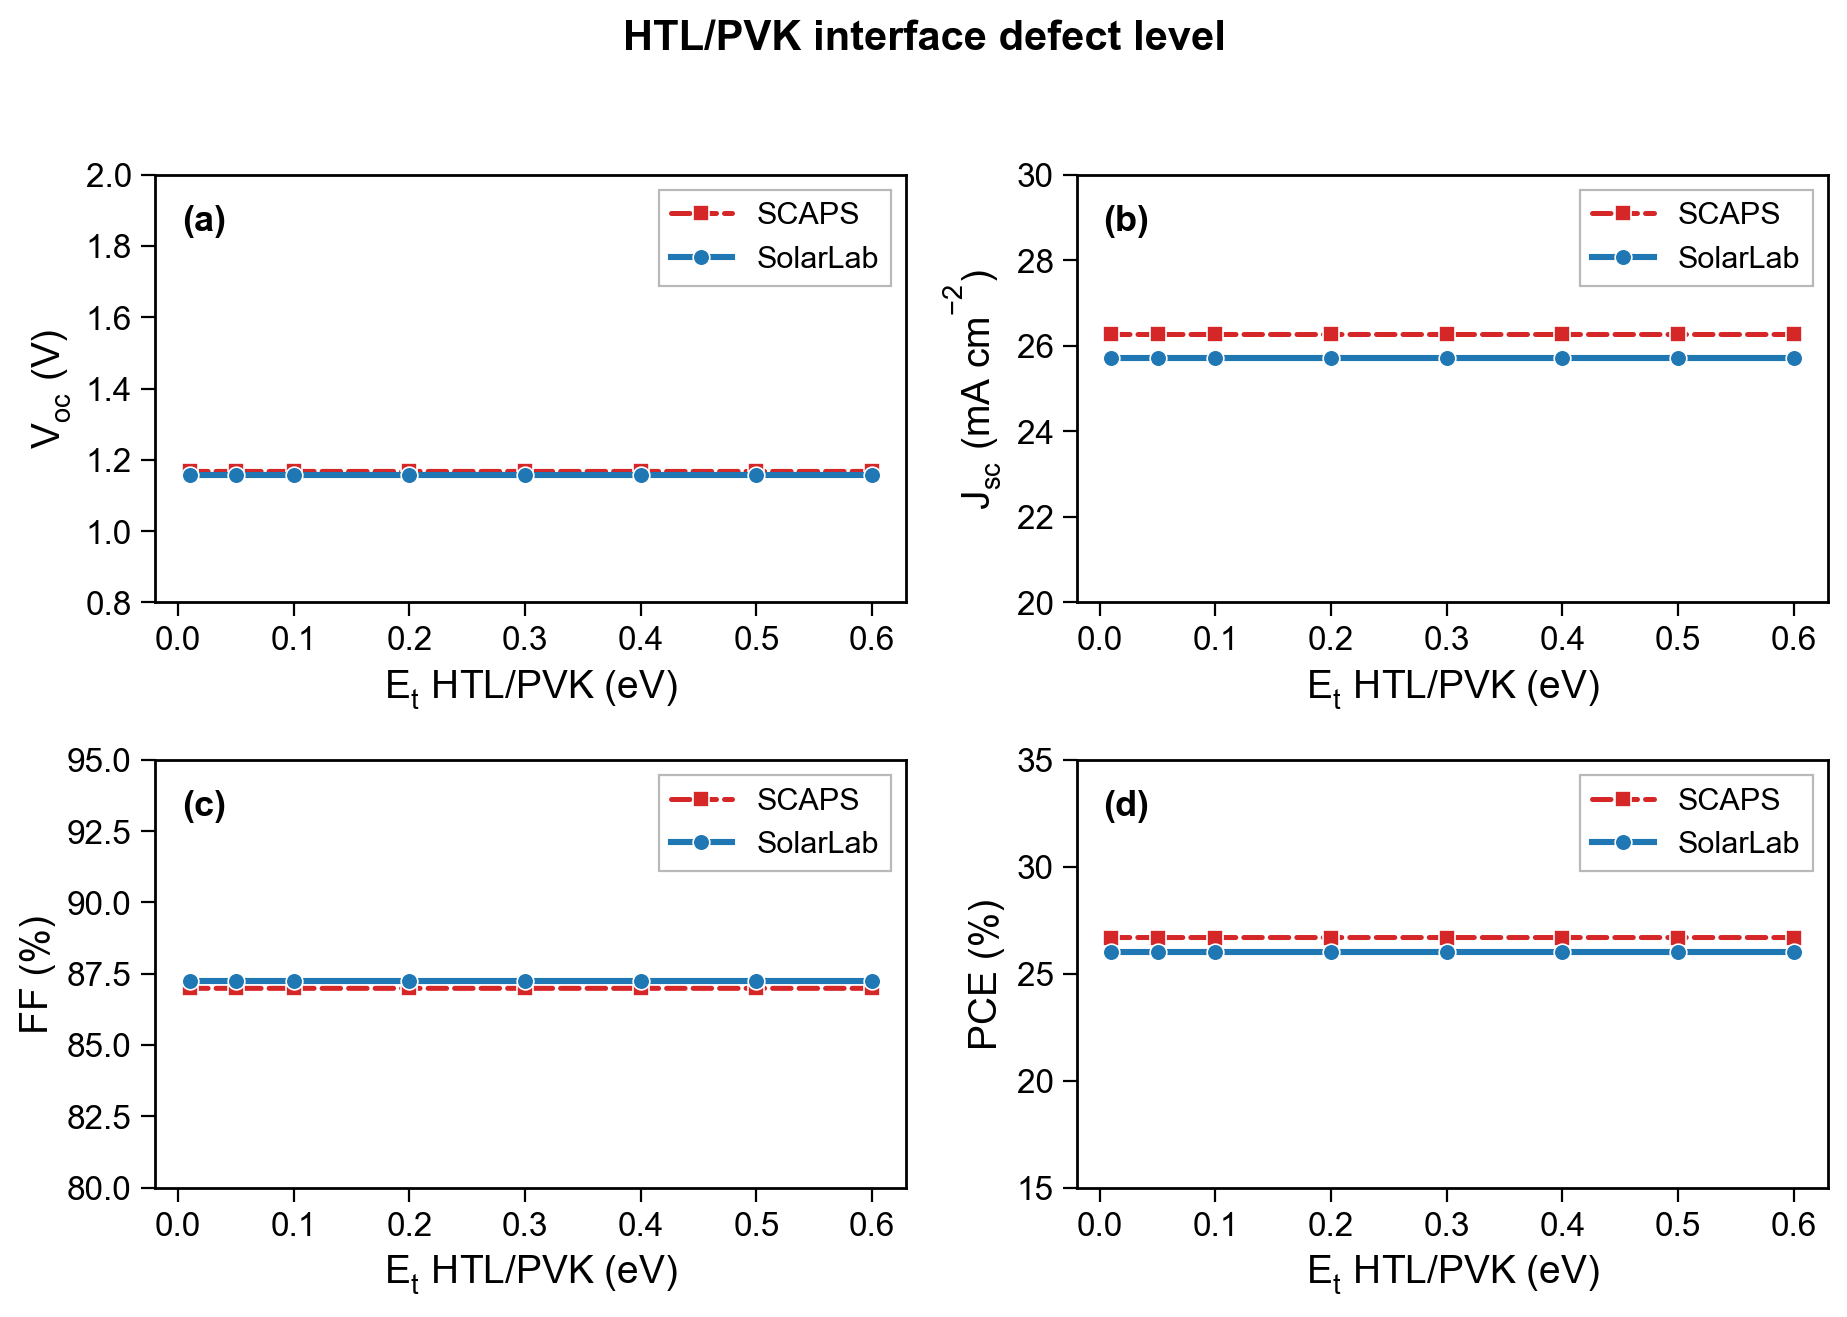 HTL/PVK interface defect level
(a)
SCAPS
SolarLab
2.0
1.8
1.6
1.4
1.2
1.0
0.8
V_oc (V)
0.0 0.1 0.2 0.3 0.4 0.5 0.6
E_t HTL/PVK (eV)
(b)
SCAPS
SolarLab
30
28
26
24
22
20
J_sc (mA cm^−2)
0.0 0.1 0.2 0.3 0.4 0.5 0.6
E_t HTL/PVK (eV)
(c)
SCAPS
SolarLab
95.0
92.5
90.0
87.5
85.0
82.5
80.0
FF (%)
0.0 0.1 0.2 0.3 0.4 0.5 0.6
E_t HTL/PVK (eV)
(d)
SCAPS
SolarLab
35
30
25
20
15
PCE (%)
0.0 0.1 0.2 0.3 0.4 0.5 0.6
E_t HTL/PVK (eV)